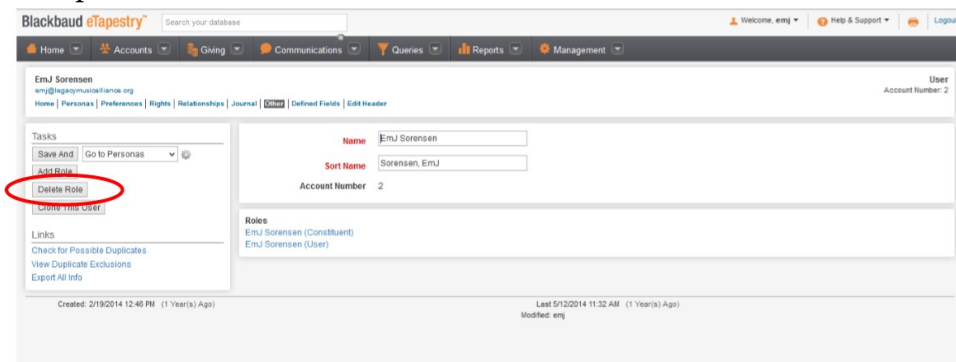 Blackbaud eTapestry™ Search your database Welcome, emj Help & Support Logout
Home Accounts Giving Communications Queries Reports Management
EmJ Sorensen User
emj@legacymusicalliance.org Account Number: 2
Home | Personas | Preferences | Rights | Relationships | Journal | Other | Defined Fields | Edit Header
Tasks
Save And Go to Personas
Add Role
Delete Role
Clone This User
Links
Check for Possible Duplicates
View Duplicate Exclusions
Export All Info
Name EmJ Sorensen
Sort Name Sorensen, EmJ
Account Number 2
Roles
EmJ Sorensen (Constituent)
EmJ Sorensen (User)
Created: 2/19/2014 12:46 PM (1 Year(s) Ago) Last 5/12/2014 11:32 AM (1 Year(s) Ago)
Modified: emj